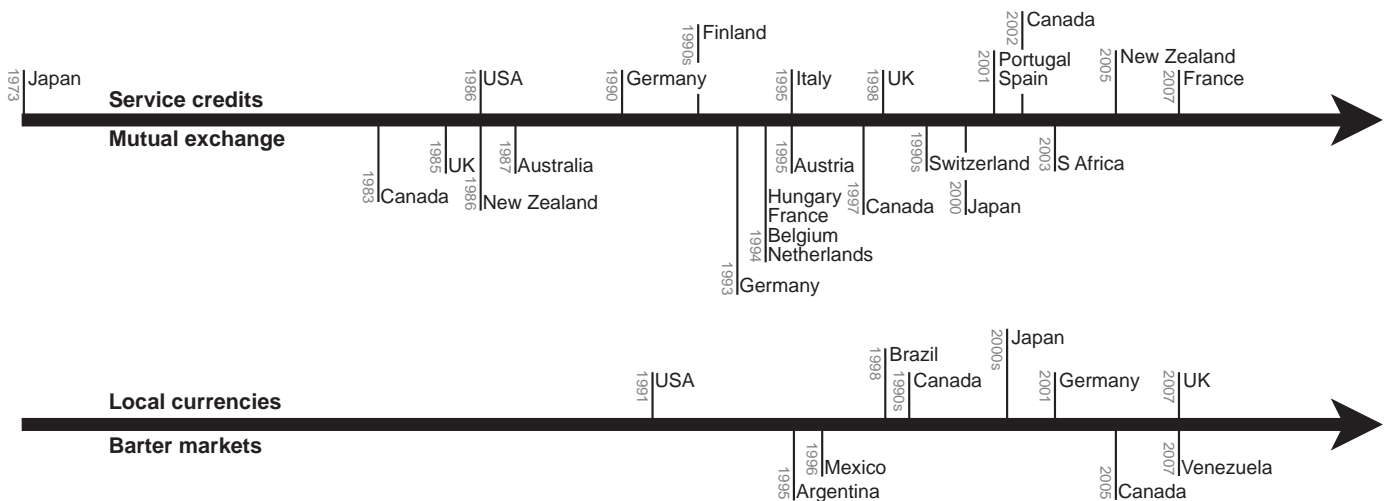 2002
Canada
1990s
Finland
1973
Japan
1986
USA
1990
Germany
1995
Italy
1998
UK
2001
Portugal
Spain
2005
New Zealand
2007
France
Service credits
Mutual exchange
1983
Canada
1985
UK
1986
New Zealand
1987
Australia
1993
Germany
1994
Hungary
France
Belgium
Netherlands
1995
Austria
1997
Canada
1990s
Switzerland
2000
Japan
2003
S Africa
1991
USA
1998
Brazil
1990s
Canada
2000s
Japan
2001
Germany
2007
UK
Local currencies
Barter markets
1995
Argentina
1996
Mexico
2005
Canada
2007
Venezuela